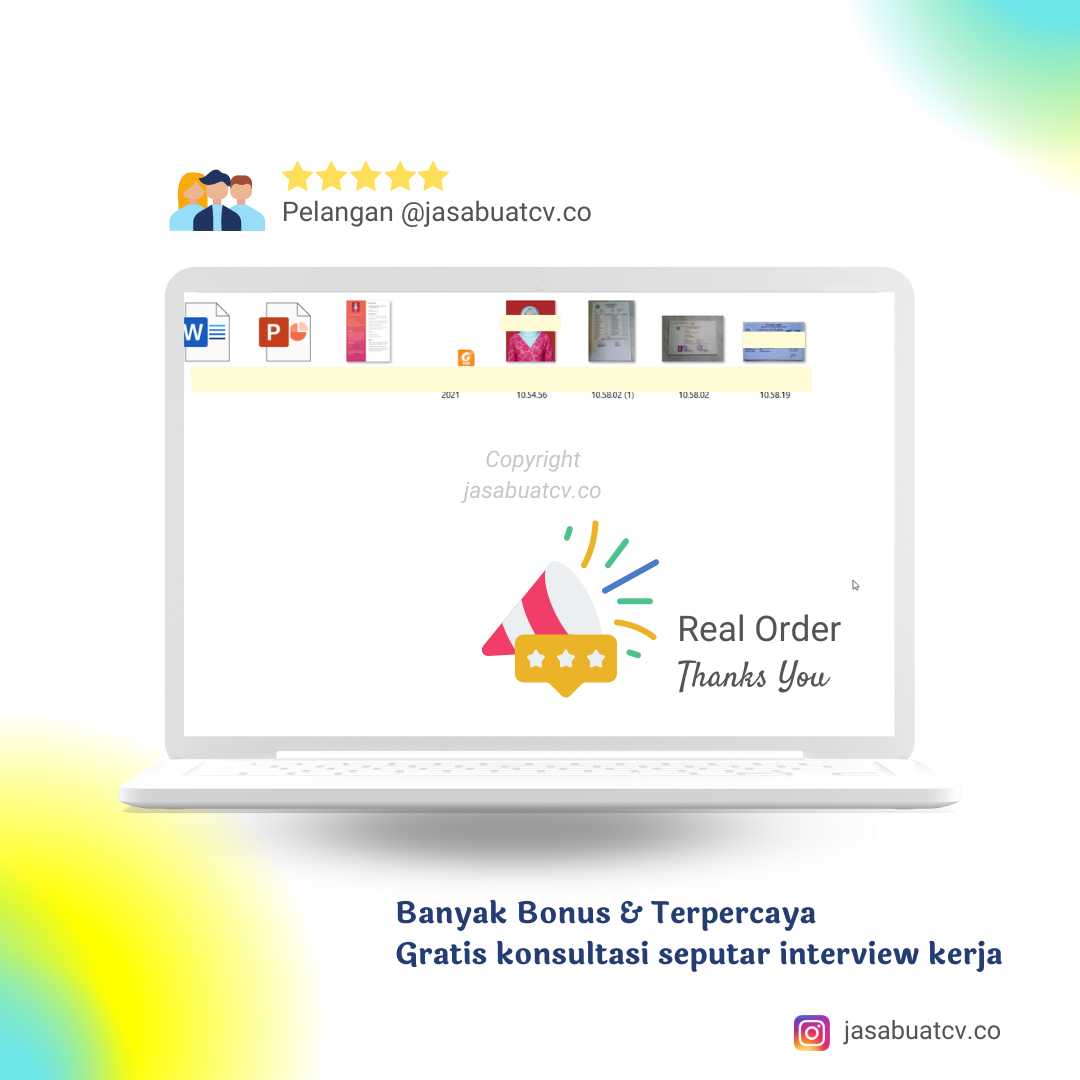 Pelangan @jasabuatcv.co
W
P
2021
10.54.56
10.58.02 (1)
10.58.02
10.58.19
Copyright
jasabuatcv.co
Real Order
Thanks You
Banyak Bonus & Terpercaya
Gratis konsultasi seputar interview kerja
jasabuatcv.co